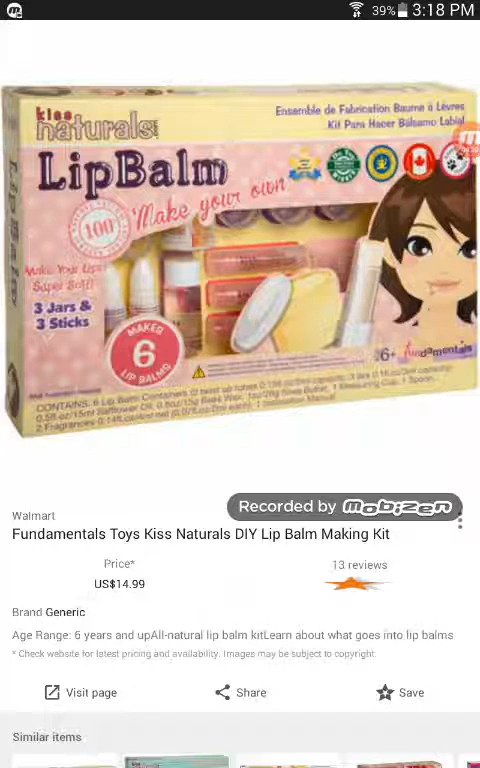 39% 3:18 PM
kiss
naturals
Ensemble de Fabrication Baume à Lèvres
Kit Para Hacer Bálsamo Labial
LipBalm
Make your own
100%
Make Your Lips
Super Soft!
3 Jars &
3 Sticks
MAKES
6
LIP BALMS
6+ fundamentals
LipBalm
Recorded by MOBIZEN
Walmart
Fundamentals Toys Kiss Naturals DIY Lip Balm Making Kit
Price*
13 reviews
US$14.99
Brand Generic
Age Range: 6 years and upAll-natural lip balm kitLearn about what goes into lip balms
* Check website for latest pricing and availability. Images may be subject to copyright.
Visit page
Share
Save
Similar items